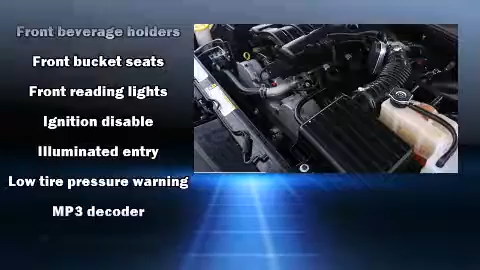 Front beverage holders
Front bucket seats
Front reading lights
Ignition disable
Illuminated entry
Low tire pressure warning
MP3 decoder